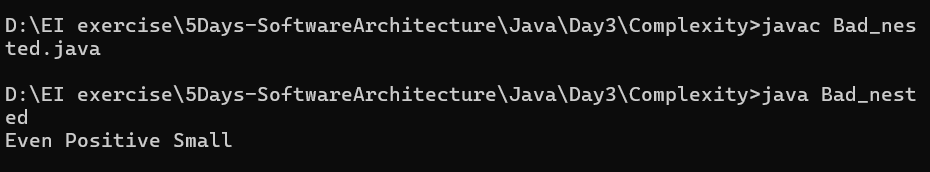 D:\EI exercise\5Days-SoftwareArchitecture\Java\Day3\Complexity>javac Bad_nes
ted.java
D:\EI exercise\5Days-SoftwareArchitecture\Java\Day3\Complexity>java Bad_nest
ed
Even Positive Small